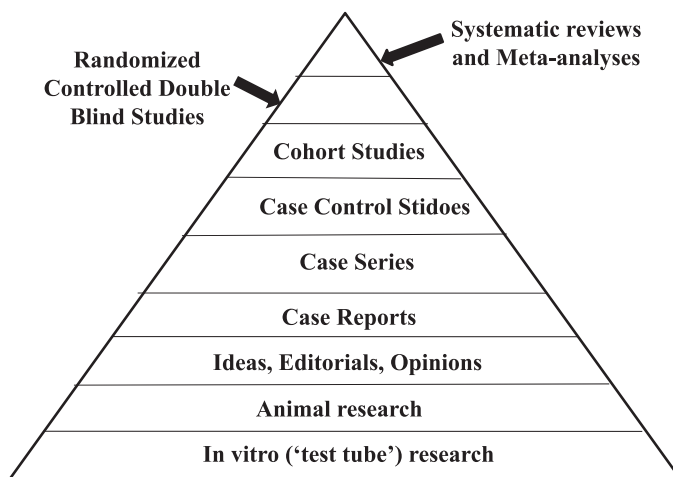 Systematic reviews
and Meta-analyses
Randomized
Controlled Double
Blind Studies
Cohort Studies
Case Control Stidoes
Case Series
Case Reports
Ideas, Editorials, Opinions
Animal research
In vitro (‘test tube’) research